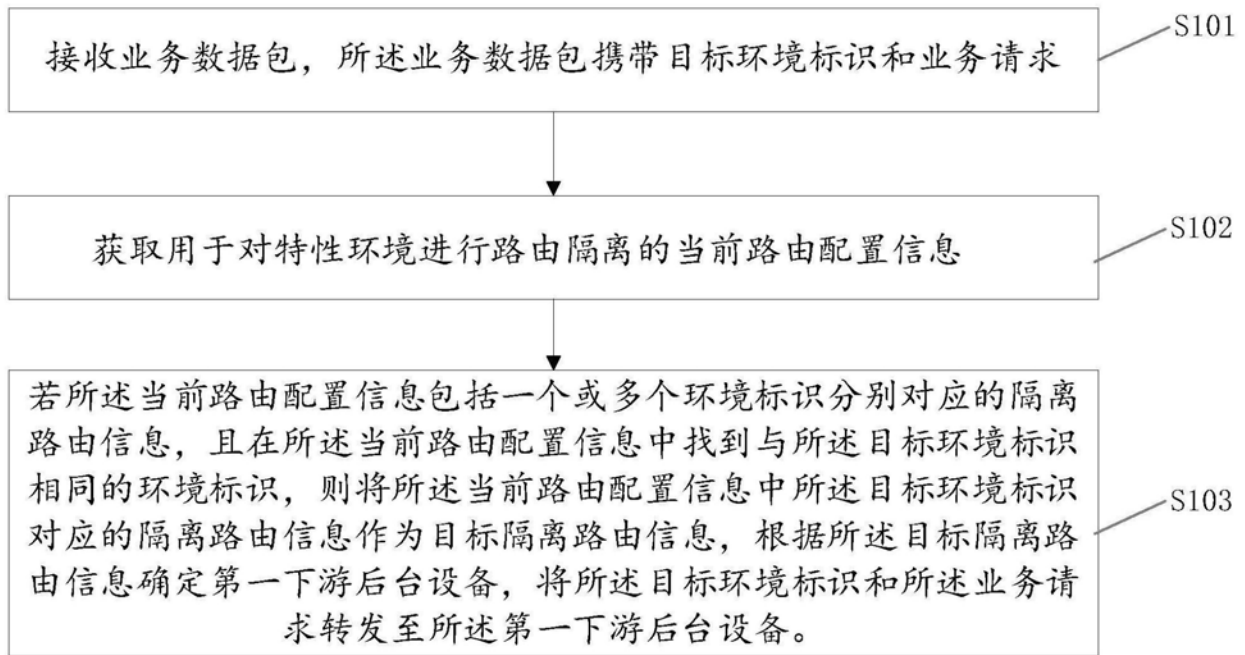 接收业务数据包，所述业务数据包携带目标环境标识和业务请求
S101
获取用于对特性环境进行路由隔离的当前路由配置信息
S102
若所述当前路由配置信息包括一个或多个环境标识分别对应的隔离
路由信息，且在所述当前路由配置信息中找到与所述目标环境标识
相同的环境标识，则将所述当前路由配置信息中所述目标环境标识
对应的隔离路由信息作为目标隔离路由信息，根据所述目标隔离路
由信息确定第一下游后台设备，将所述目标环境标识和所述业务请
求转发至所述第一下游后台设备。
S103